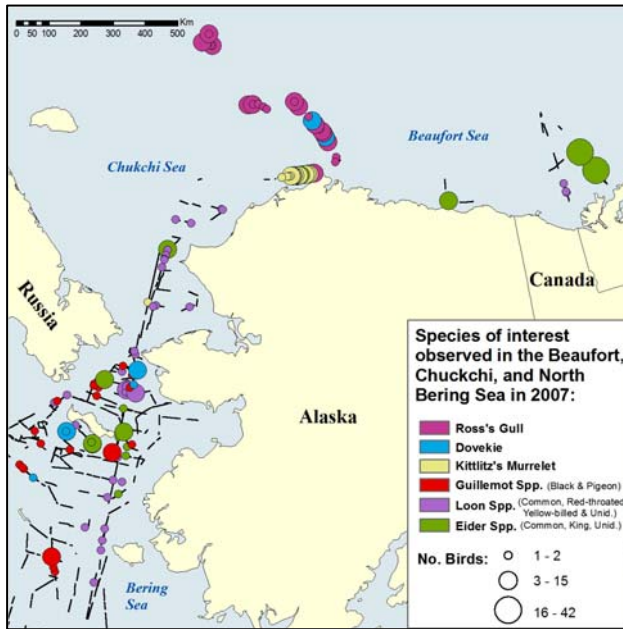 Km
0 50 100 200 300 400 500
Beaufort Sea
Chukchi Sea
Russia
Canada
Alaska
Bering
Sea
Species of interest
observed in the Beaufort,
Chuckchi, and North
Bering Sea in 2007:
Ross's Gull
Dovekie
Kittlitz's Murrelet
Guillemot Spp. (Black & Pigeon)
Loon Spp. (Common, Red-throated,
Yellow-billed & Unid.)
Eider Spp. (Common, King, Unid.)
No. Birds:
1 - 2
3 - 15
16 - 42